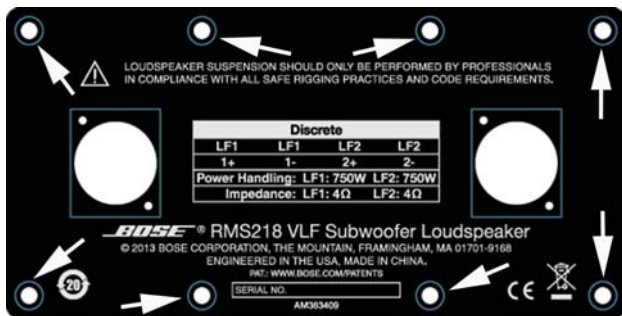 LOUDSPEAKER SUSPENSION SHOULD ONLY BE PERFORMED BY PROFESSIONALS
IN COMPLIANCE WITH ALL SAFE RIGGING PRACTICES AND CODE REQUIREMENTS.
Discrete
LF1 LF1 LF2 LF2
1+ 1- 2+ 2-
Power Handling: LF1: 750W LF2: 750W
Impedance: LF1: 4Ω LF2: 4Ω
BOSE® RMS218 VLF Subwoofer Loudspeaker
© 2013 BOSE CORPORATION, THE MOUNTAIN, FRAMINGHAM, MA 01701-9168
ENGINEERED IN THE USA, MADE IN CHINA.
PAT.: WWW.BOSE.COM/PATENTS
20
SERIAL NO.
CE
AM383409